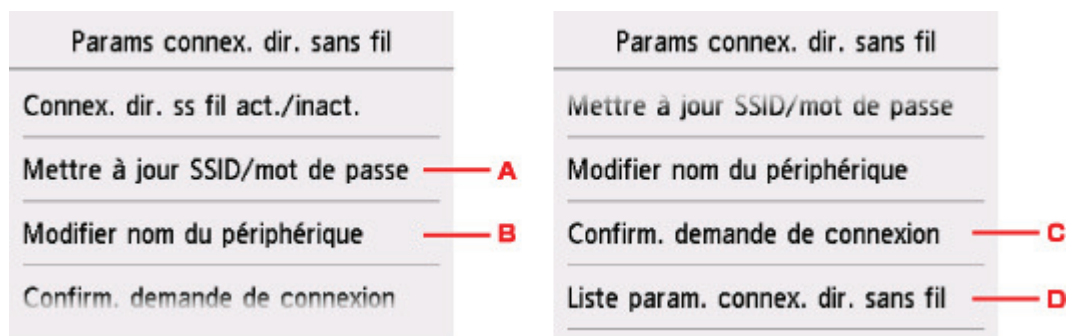 Params connex. dir. sans fil
Connex. dir. ss fil act./inact.
Mettre à jour SSID/mot de passe A
Modifier nom du périphérique B
Confirm. demande de connexion
Params connex. dir. sans fil
Mettre à jour SSID/mot de passe
Modifier nom du périphérique
Confirm. demande de connexion C
Liste param. connex. dir. sans fil D